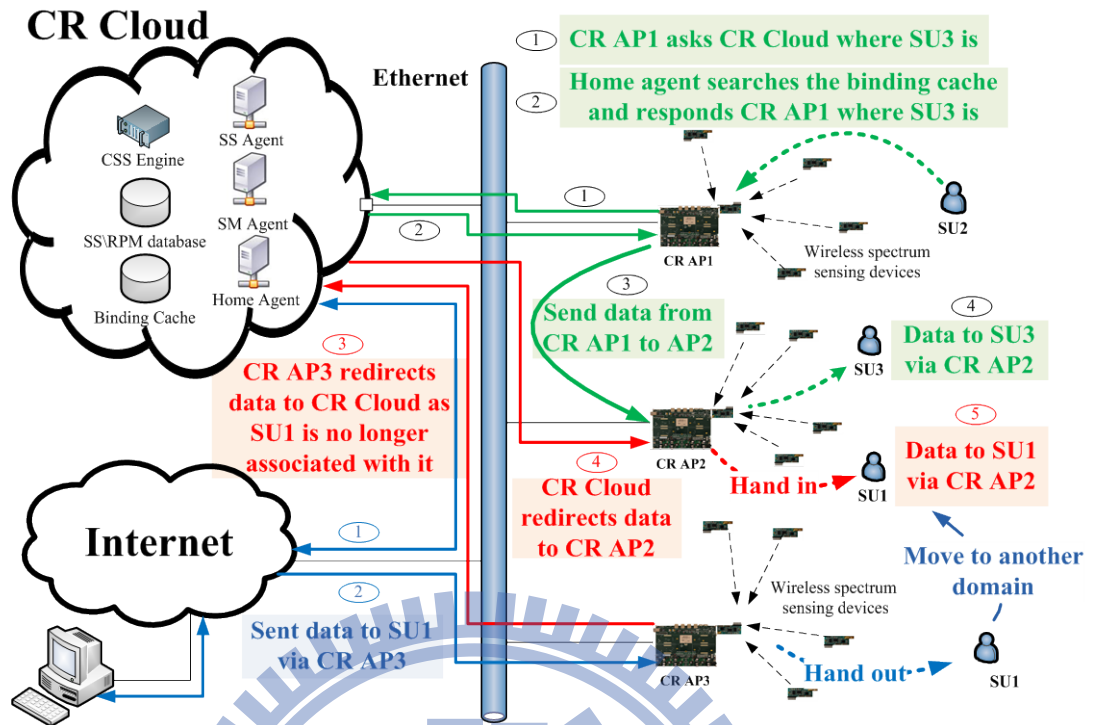 CR Cloud
CSS Engine
SS Agent
SS\RPM database
SM Agent
Binding Cache
Home Agent
Ethernet
1
CR AP1 asks CR Cloud where SU3 is
2
Home agent searches the binding cache
and responds CR AP1 where SU3 is
1
2
CR AP1
SU2
Wireless spectrum
sensing devices
3
Send data from
CR AP1 to AP2
4
Data to SU3
via CR AP2
SU3
3
CR AP3 redirects
data to CR Cloud as
SU1 is no longer
associated with it
CR AP2
4
CR Cloud
redirects data
to CR AP2
Hand in
SU1
5
Data to SU1
via CR AP2
Internet
1
2
Sent data to SU1
via CR AP3
Move to another
domain
Wireless spectrum
sensing devices
CR AP3
Hand out
SU1